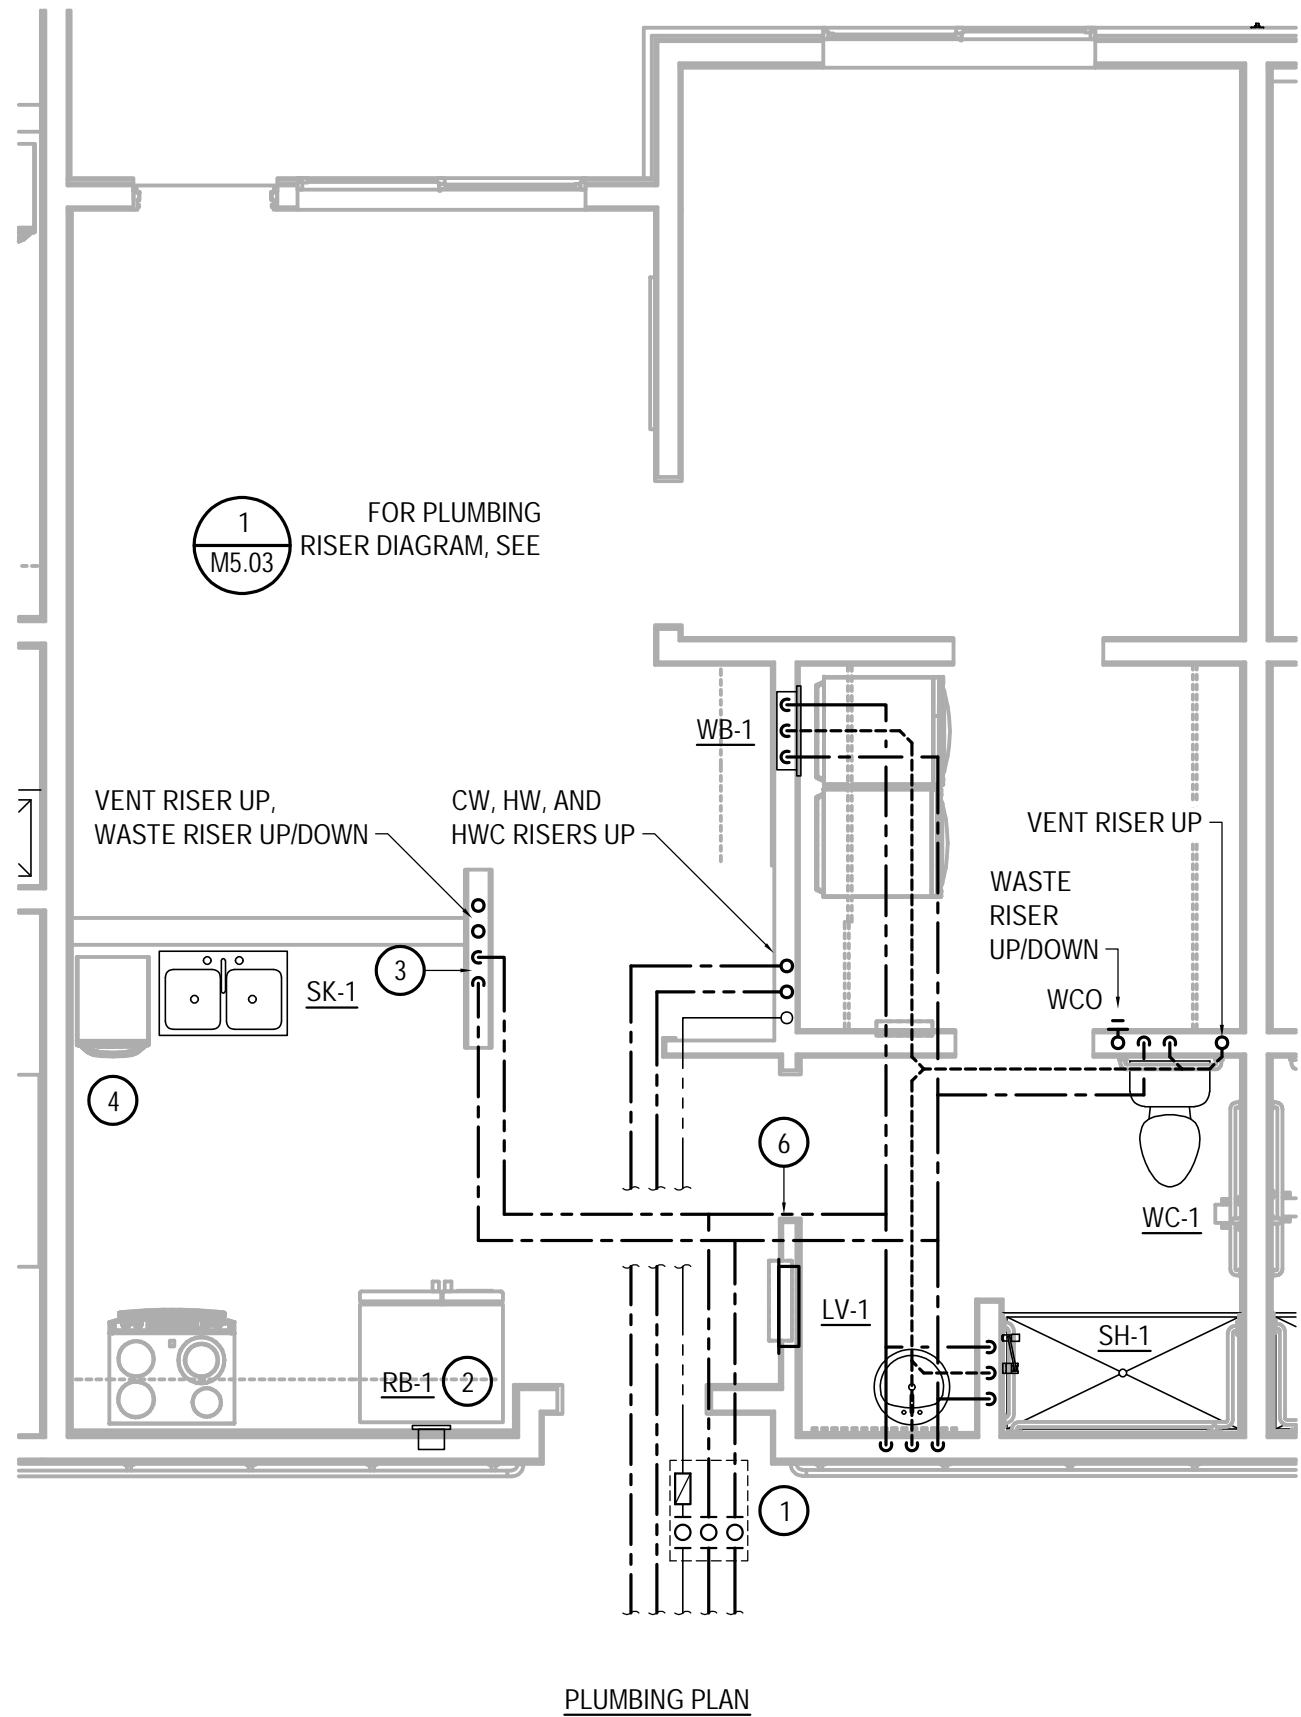 1
M5.03
FOR PLUMBING
RISER DIAGRAM, SEE
WB-1
VENT RISER UP,
WASTE RISER UP/DOWN
CW, HW, AND
HWC RISERS UP
VENT RISER UP
WASTE
RISER
UP/DOWN
WCO
3
SK-1
4
6
WC-1
LV-1
SH-1
RB-1
2
1
PLUMBING PLAN